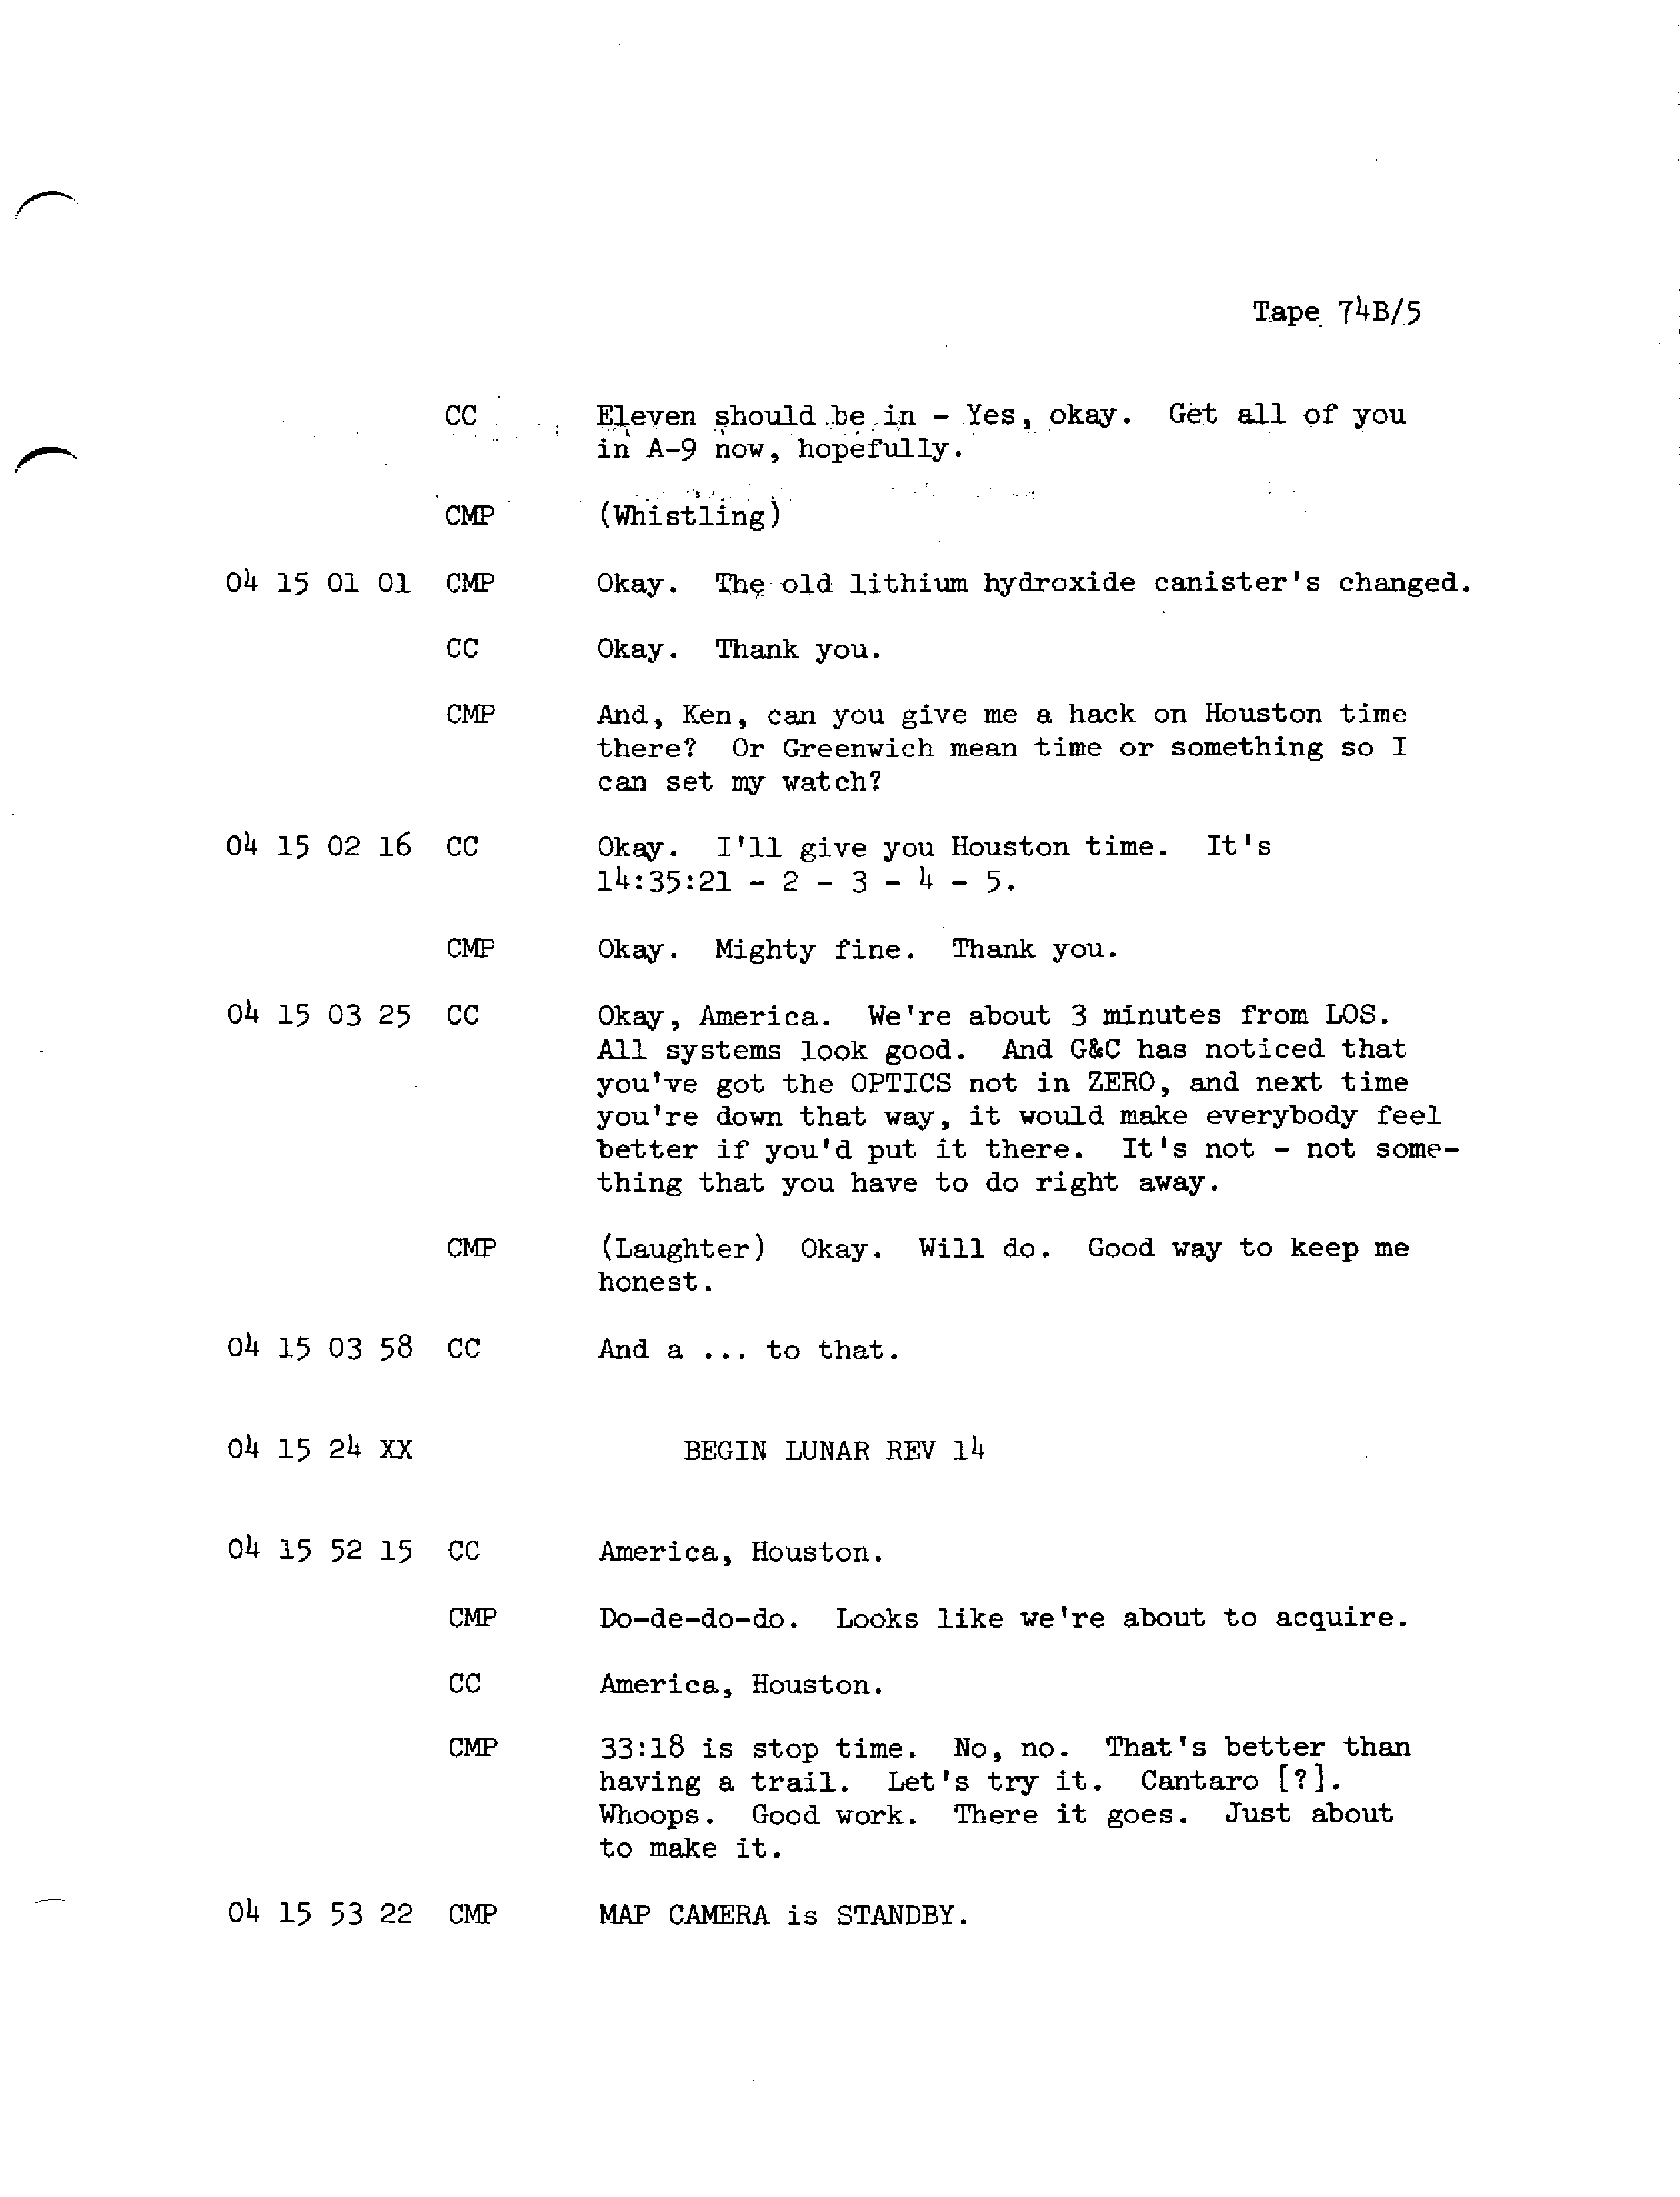 Tape 74B/5
CC Eleven should be in - Yes, okay. Get all of you
in A-9 now, hopefully.
CMP (Whistling)
04 15 01 01 CMP Okay. The old lithium hydroxide canister's changed.
CC Okay. Thank you.
CMP And, Ken, can you give me a hack on Houston time
there? Or Greenwich mean time or something so I
can set my watch?
04 15 02 16 CC Okay. I'll give you Houston time. It's
14:35:21 - 2 - 3 - 4 - 5.
CMP Okay. Mighty fine. Thank you.
04 15 03 25 CC Okay, America. We're about 3 minutes from LOS.
All systems look good. And G&C has noticed that
you've got the OPTICS not in ZERO, and next time
you're down that way, it would make everybody feel
better if you'd put it there. It's not - not some-
thing that you have to do right away.
CMP (Laughter) Okay. Will do. Good way to keep me
honest.
04 15 03 58 CC And a ... to that.
04 15 24 XX BEGIN LUNAR REV 14
04 15 52 15 CC America, Houston.
CMP Do-de-do-do. Looks like we're about to acquire.
CC America, Houston.
CMP 33:18 is stop time. No, no. That's better than
having a trail. Let's try it. Cantaro [?].
Whoops. Good work. There it goes. Just about
to make it.
04 15 53 22 CMP MAP CAMERA is STANDBY.